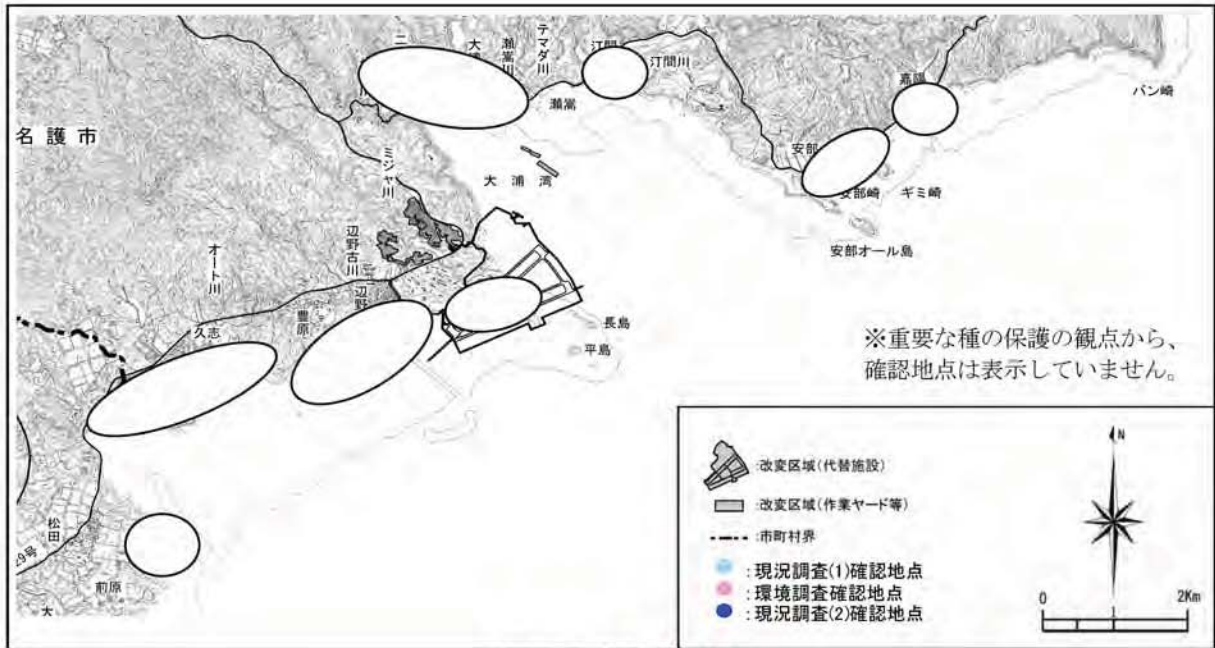 二
大
瀬嵩川
テマダ川
汀間
汀間川
嘉陽
バン崎
瀬嵩
名護市
安部
ミジャ川
大浦湾
安部崎
ギミ崎
安部オール島
辺野古川
オート川
辺野
豊原
久志
長島
平島
※重要な種の保護の観点から、
確認地点は表示していません。
:改変区域(代替施設)
:改変区域(作業ヤード等)
:市町村界
:現況調査(1)確認地点
:環境調査確認地点
:現況調査(2)確認地点
N
0 2Km
松田
29号
前原
大